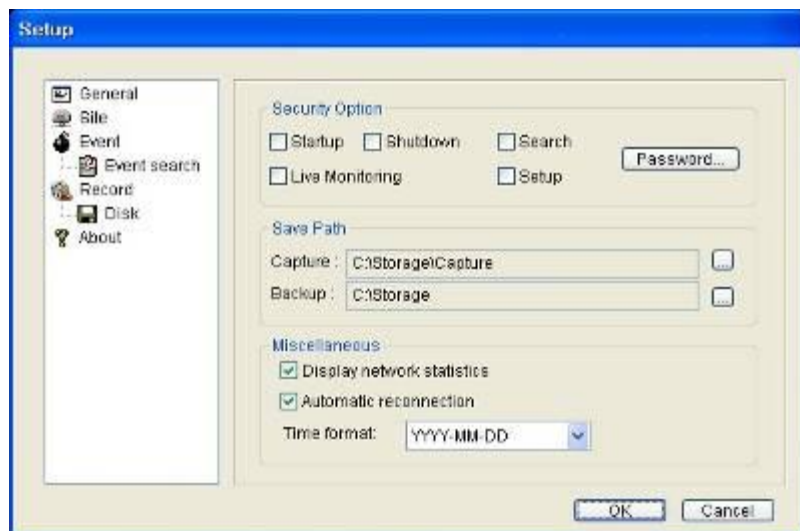 Setup
General
Site
Event
Event search
Record
Disk
About
Security Option
Startup Shutdown Search
Password...
Live Monitoring Setup
Save Path
Capture : C:\Storage\Capture ...
Backup : C:\Storage ...
Miscellaneous
Display network statistics
Automatic reconnection
Time format: YYYY-MM-DD
OK Cancel